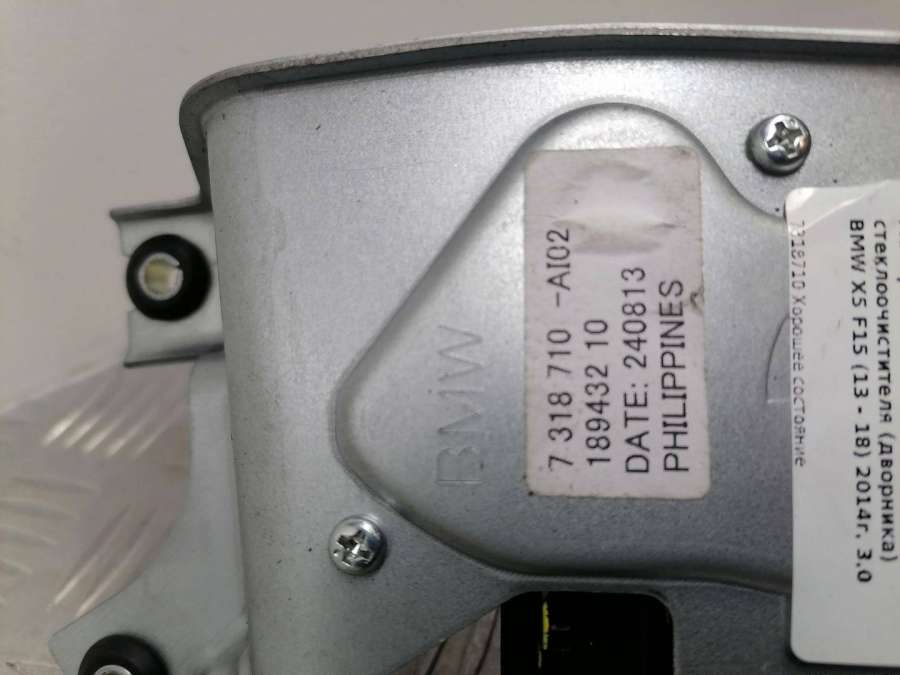 BMW
7 318 710 -AI02
189432 10
DATE: 240813
PHILIPPINES
стеклоочистителя (дворника)
BMW X5 F15 (13 - 18) 2014г. 3.0
7318710 Хорошее состояние